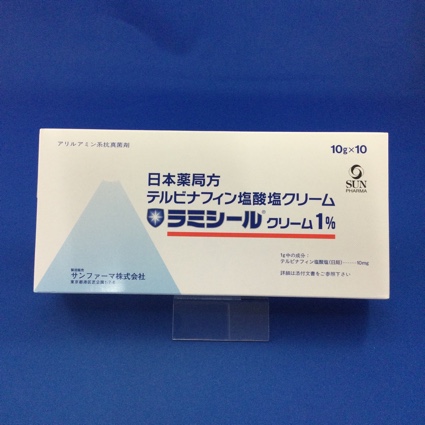 アリルアミン系抗真菌剤
10g×10
日本薬局方
テルビナフィン塩酸塩クリーム
ラミシール® クリーム1%
SUN
PHARMA
1g中の成分:
テルビナフィン塩酸塩(日局)………10mg
詳細は添付文書をご参照下さい
製造販売
サンファーマ株式会社